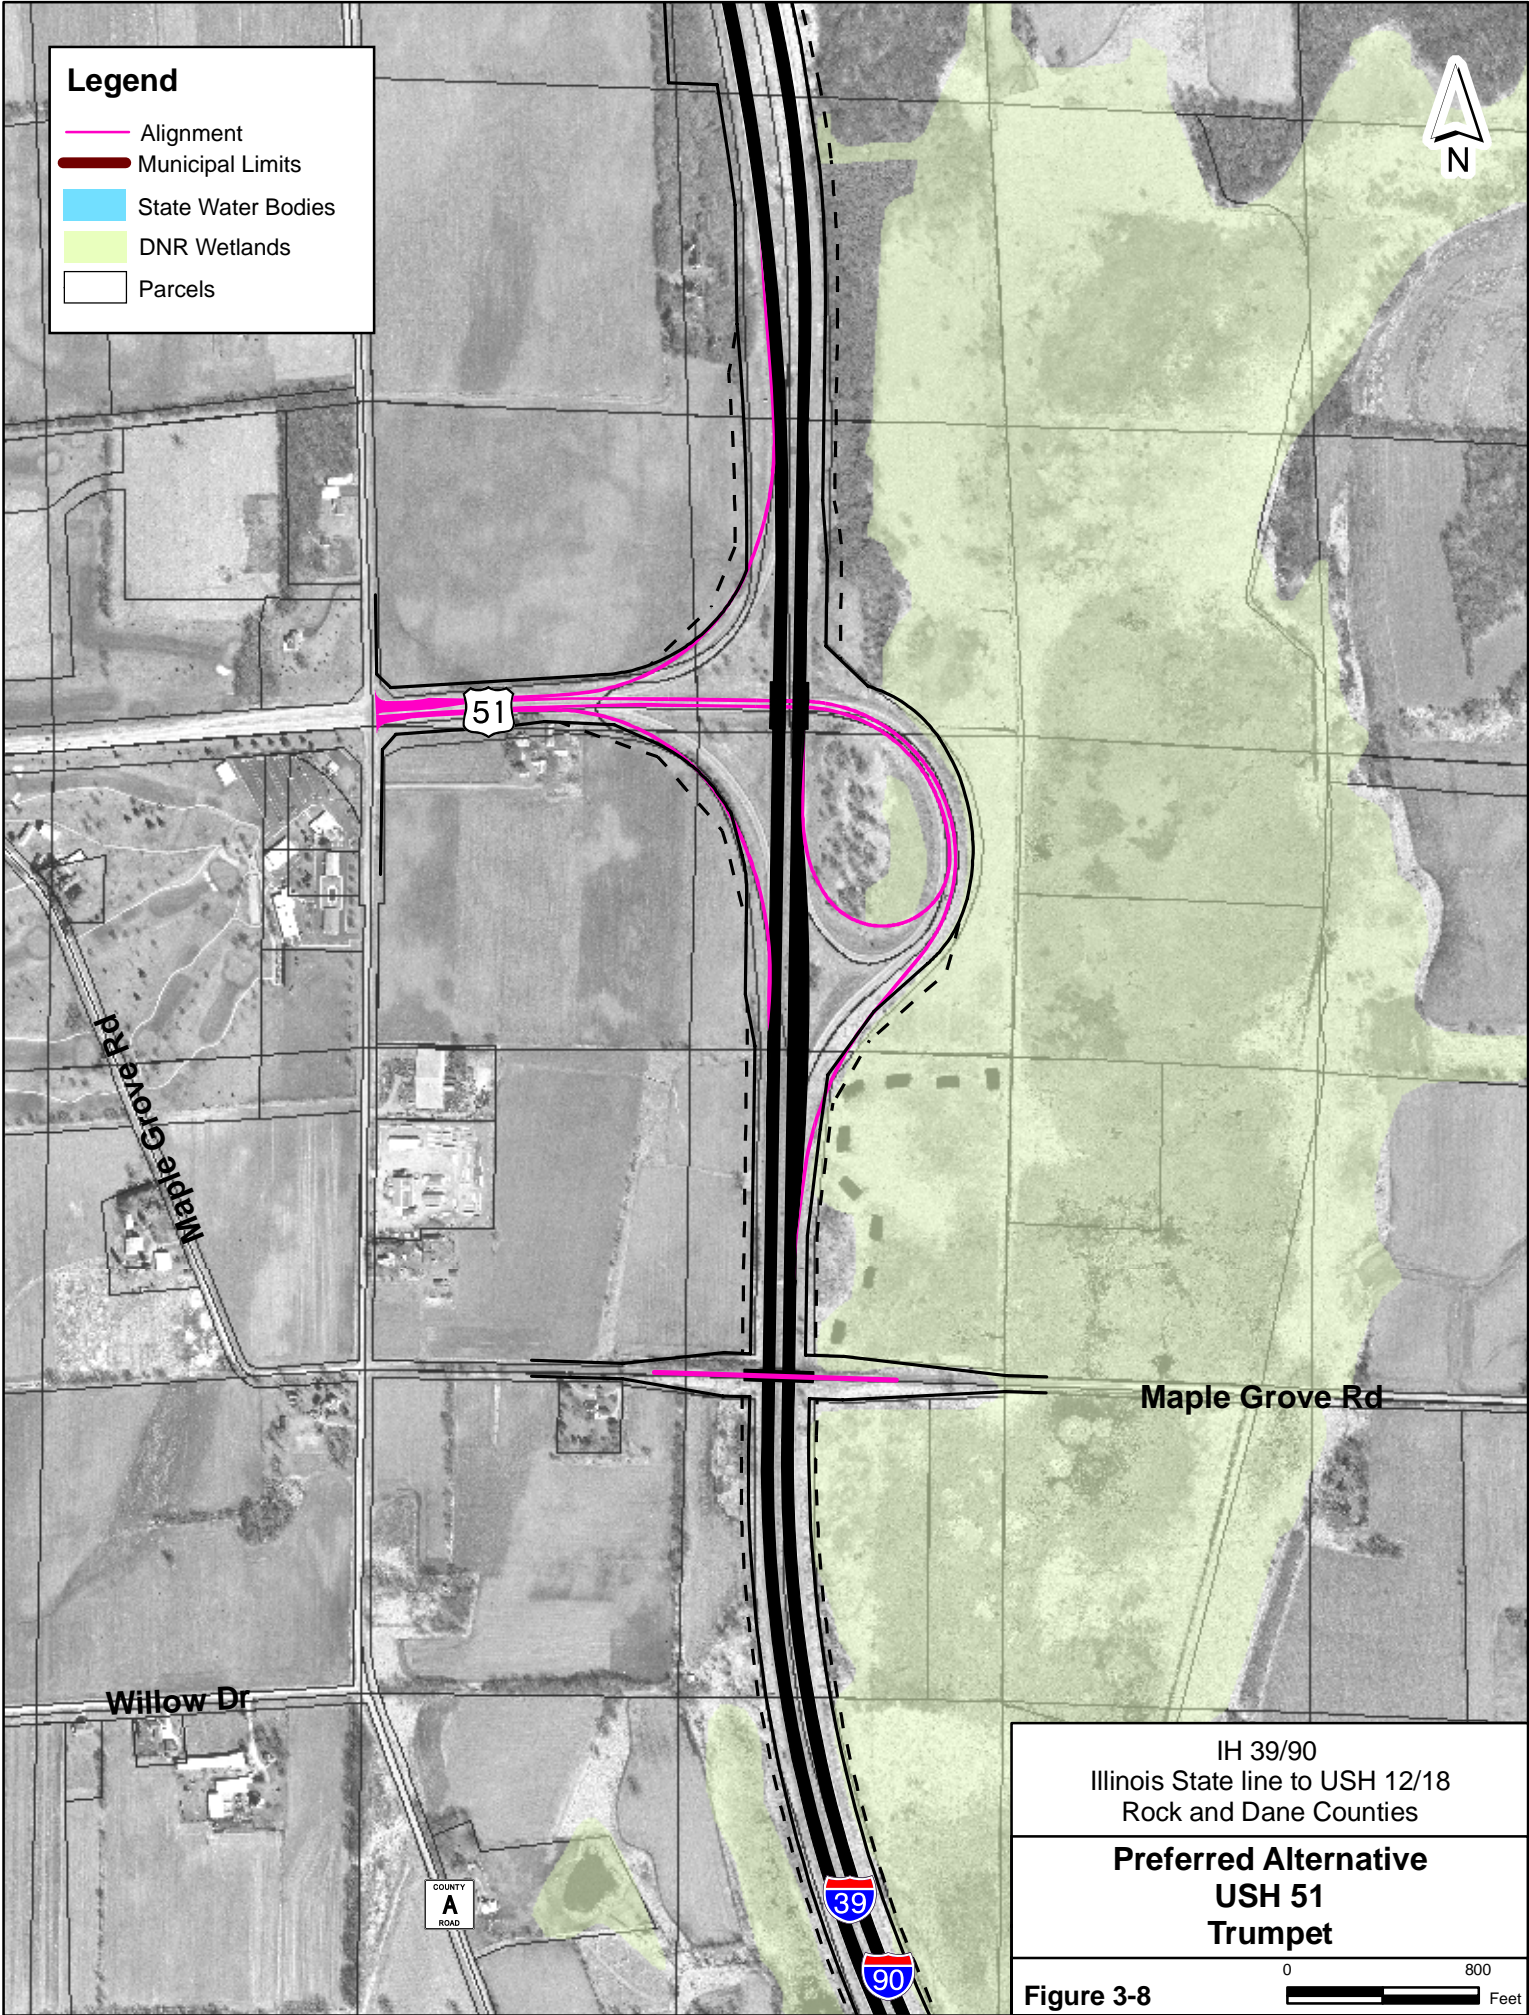 Legend
Alignment
Municipal Limits
State Water Bodies
DNR Wetlands
Parcels
N
51
Maple Grove Rd
Maple Grove Rd
Willow Dr
COUNTY
A
ROAD
39
90
IH 39/90
Illinois State line to USH 12/18
Rock and Dane Counties
Preferred Alternative
USH 51
Trumpet
Figure 3-8
0 800
Feet